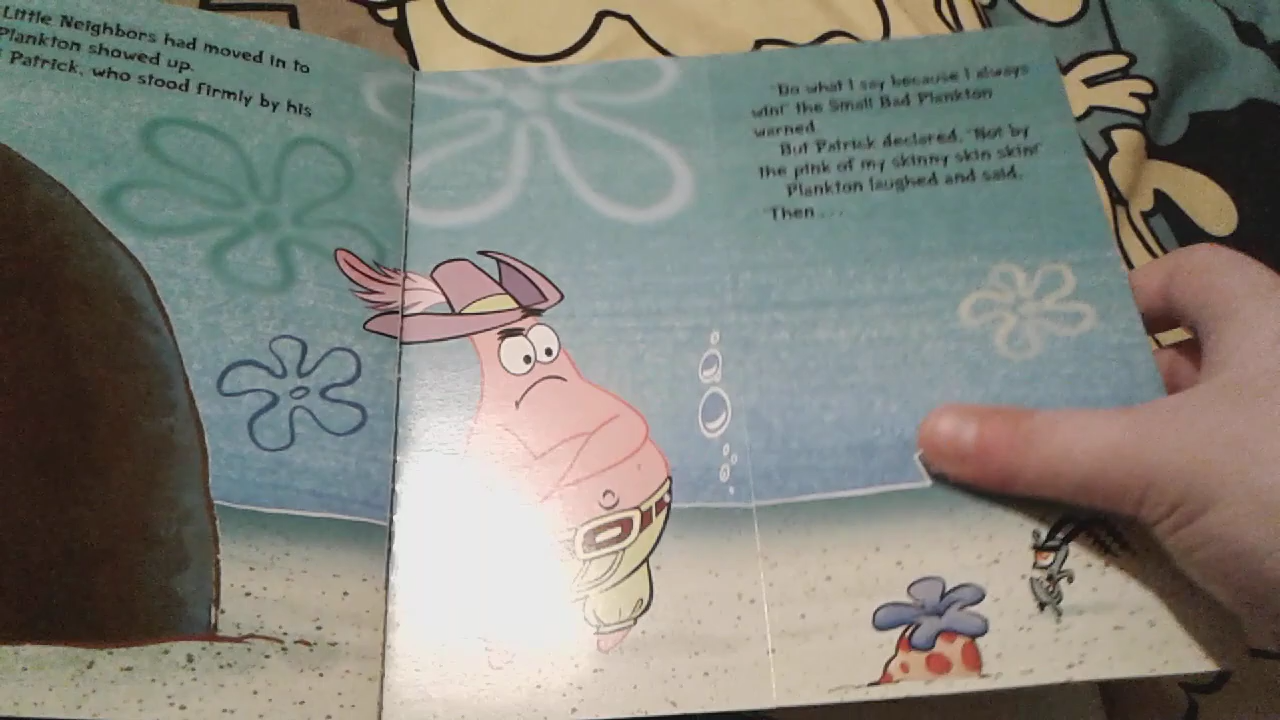 Little Neighbors had moved in to
Plankton showed up.
Patrick, who stood firmly by his
"Do what I say because I always
win!" the Small Bad Plankton
warned.
But Patrick declared, "Not by
the pink of my skinny skin skin!"
Plankton laughed and said,
"Then . . .